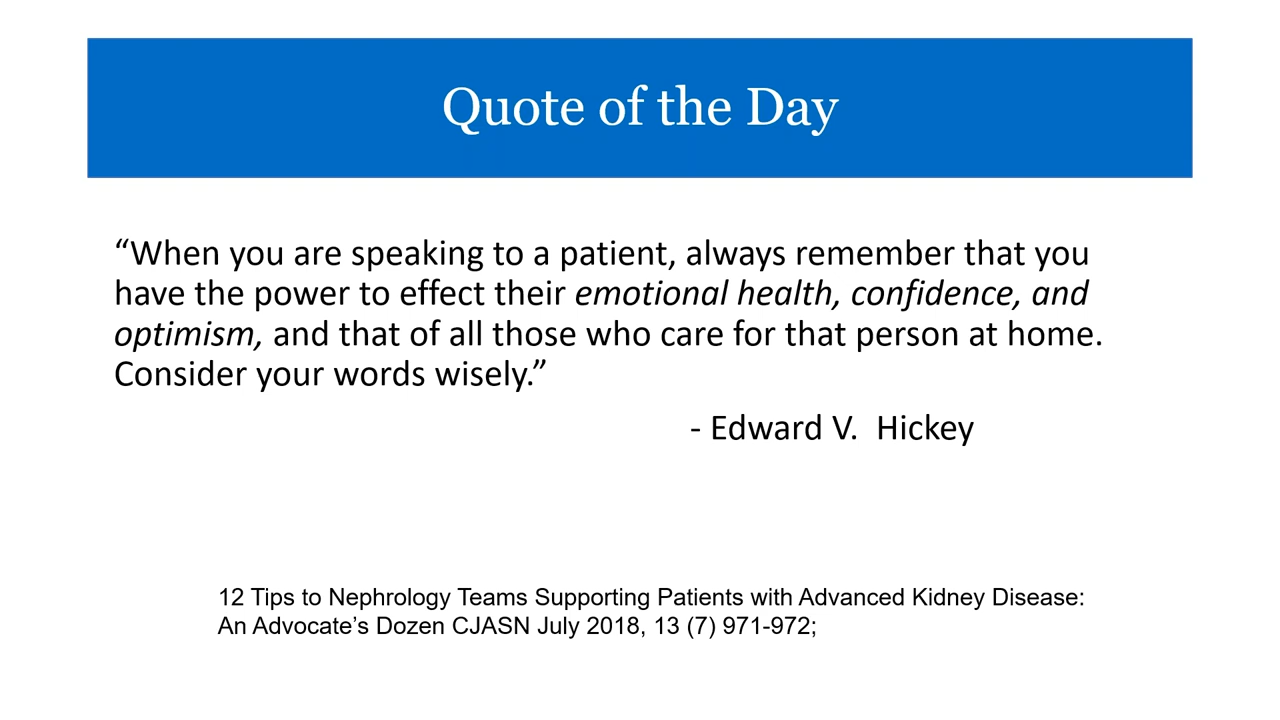 Quote of the Day
“When you are speaking to a patient, always remember that you
have the power to effect their emotional health, confidence, and
optimism, and that of all those who care for that person at home.
Consider your words wisely.”
- Edward V.  Hickey
12 Tips to Nephrology Teams Supporting Patients with Advanced Kidney Disease:
An Advocate’s Dozen CJASN July 2018, 13 (7) 971-972;